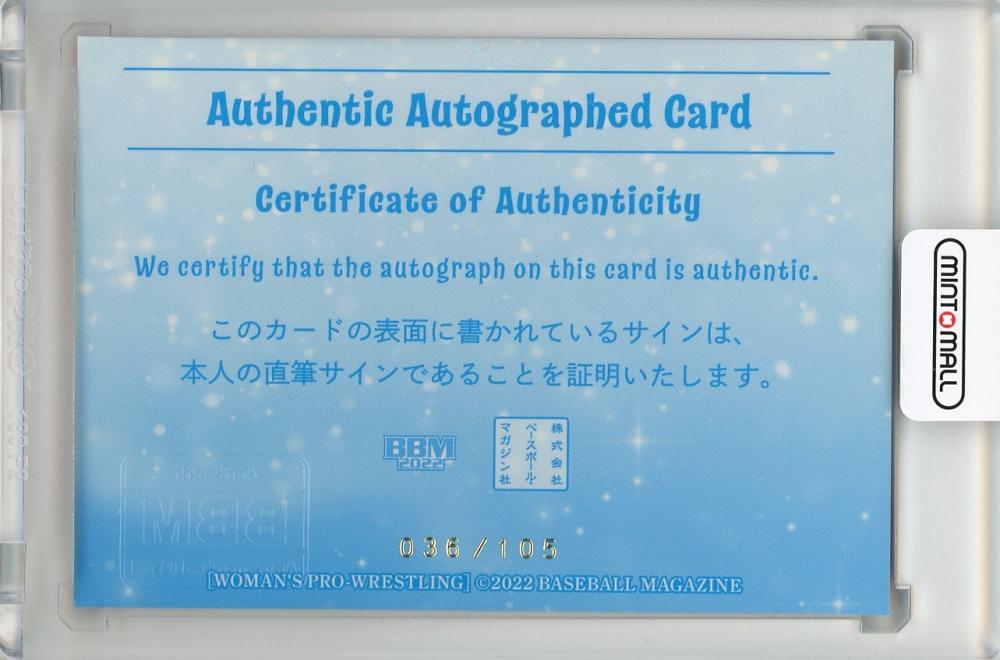 Authentic Autographed Card
Certificate of Authenticity
We certify that the autograph on this card is authentic.
このカードの表面に書かれているサインは、
本人の直筆サインであることを証明いたします。
BBM
2022
株式会社
ベースボール・
マガジン社
036/105
[WOMAN'S PRO-WRESTLING] ©2022 BASEBALL MAGAZINE
MINT MALL
BBM